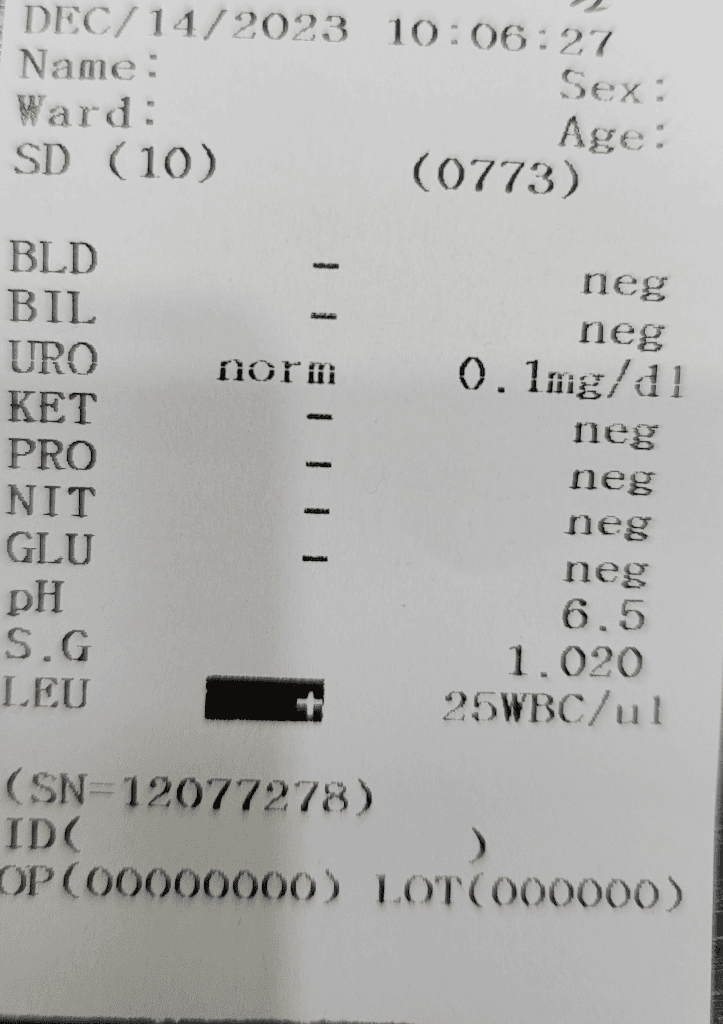 DEC/14/2023 10:06:27
Name:
Sex:
Ward:
Age:
SD (10) (0773)
BLD - neg
BIL - neg
URO norm 0.1mg/dl
KET - neg
PRO - neg
NIT - neg
GLU - neg
pH 6.5
S.G 1.020
LEU + 25WBC/ul
(SN=12077278)
ID( )
OP(00000000) LOT(000000)